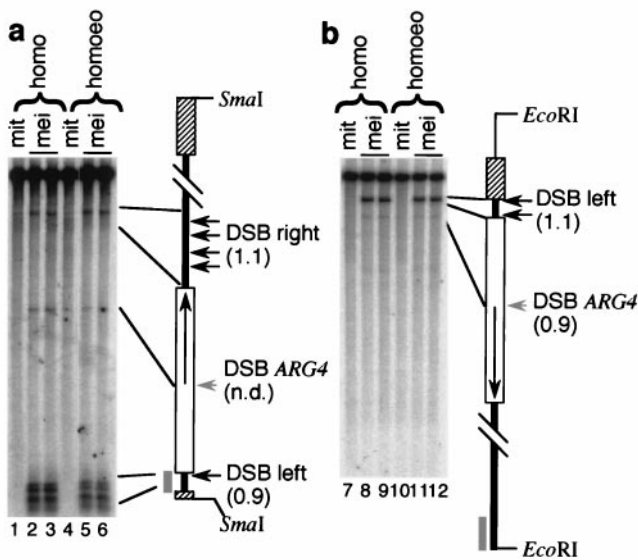 a
homo
homoeo
mit
mei
mit
mei
SmaI
DSB right
(1.1)
DSB ARG4
(n.d.)
DSB left
(0.9)
SmaI
1 2 3 4 5 6
b
homo
homoeo
mit
mei
mit
mei
EcoRI
DSB left
(1.1)
DSB ARG4
(0.9)
EcoRI
7 8 9 10 11 12